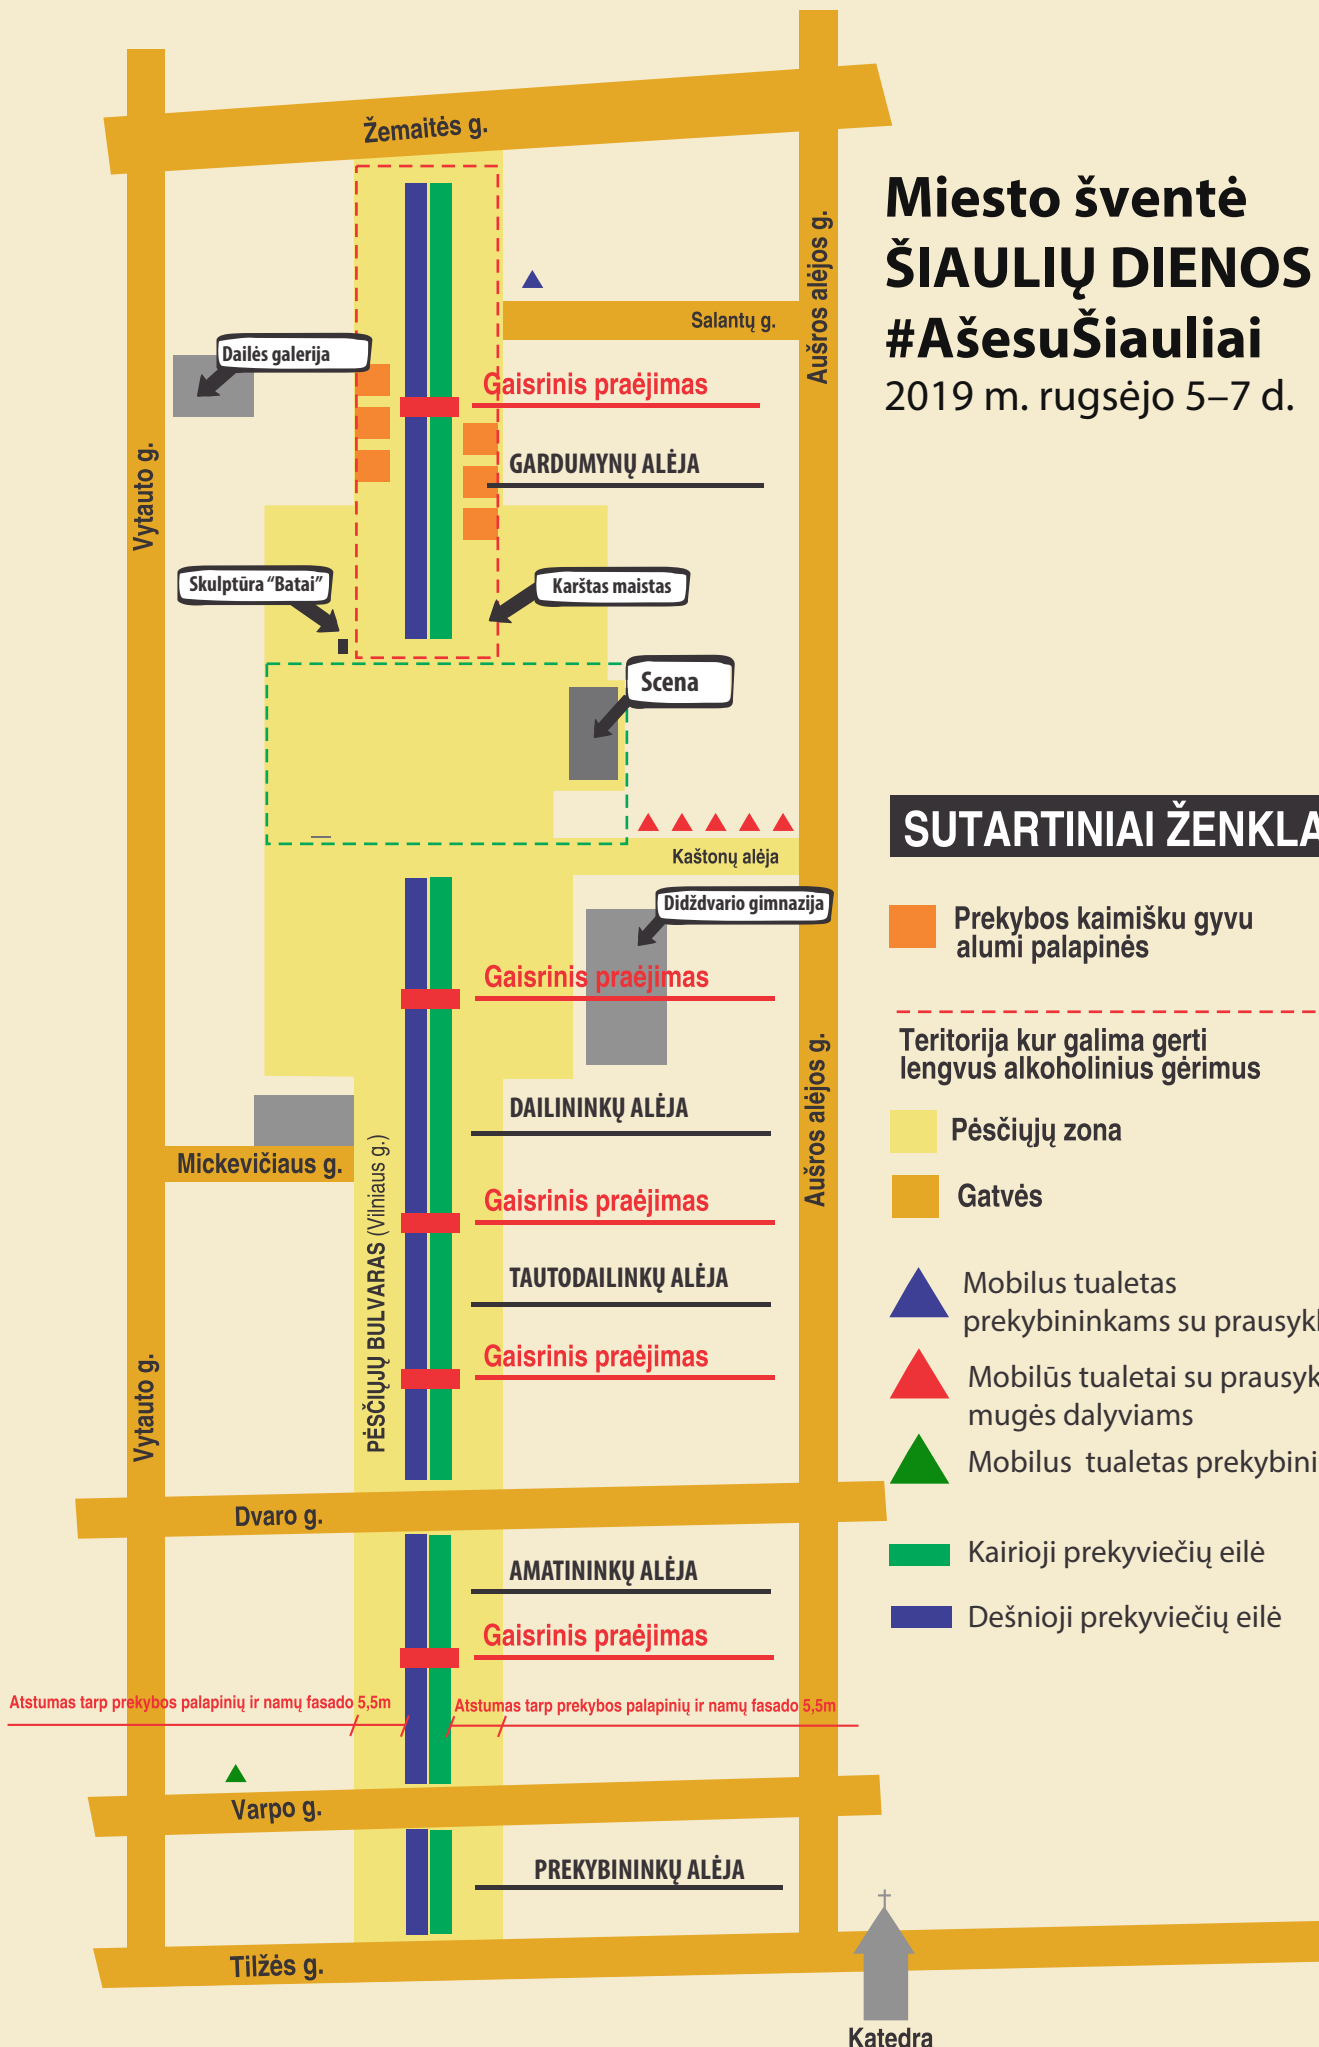 Žemaitės g.
Miesto šventė
ŠIAULIŲ DIENOS
#AšesuŠiauliai
2019 m. rugsėjo 5–7 d.
Aušros alėjos g.
Salantų g.
Dailės galerija
Gaisrinis praėjimas
Vytauto g.
GARDUMYNŲ ALĖJA
Skulptūra “Batai”
Karštas maistas
Scena
Kaštonų alėja
Didždvario gimnazija
Gaisrinis praėjimas
Aušros alėjos g.
DAILININKŲ ALĖJA
Mickevičiaus g.
PĖSČIŲJŲ BULVARAS (Vilniaus g.)
Gaisrinis praėjimas
TAUTODAILINKŲ ALĖJA
Gaisrinis praėjimas
Vytauto g.
Dvaro g.
AMATININKŲ ALĖJA
Gaisrinis praėjimas
Atstumas tarp prekybos palapinių ir namų fasado 5,5m
Atstumas tarp prekybos palapinių ir namų fasado 5,5m
Varpo g.
PREKYBININKŲ ALĖJA
Tilžės g.
Katedra
SUTARTINIAI ŽENKLA
Prekybos kaimišku gyvu
alumi palapinės
Teritorija kur galima gerti
lengvus alkoholinius gėrimus
Pėsčiųjų zona
Gatvės
Mobilus tualetas
prekybininkams su prausykl
Mobilūs tualetai su prausyk
mugės dalyviams
Mobilus tualetas prekybini
Kairioji prekyviečių eilė
Dešnioji prekyviečių eilė